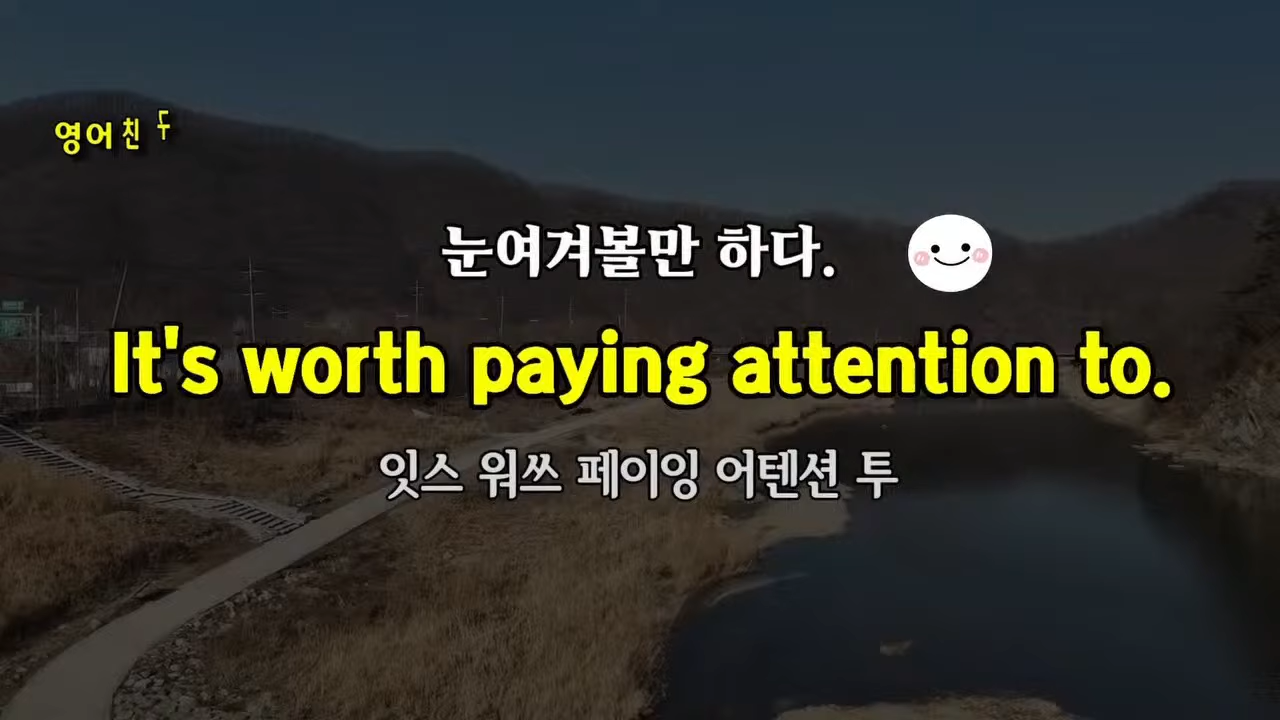 영어친
눈여겨볼만 하다.
It's worth paying attention to.
잇스 워쓰 페이잉 어텐션 투